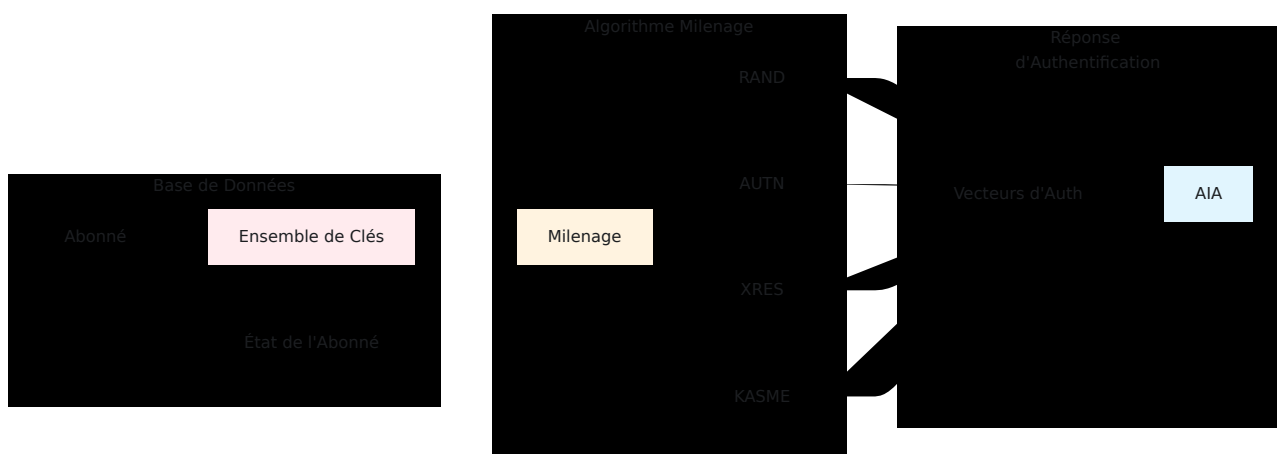 Base de Données
Abonné
Ensemble de Clés
État de l'Abonné
Algorithme Milenage
Milenage
RAND
AUTN
XRES
KASME
Réponse
d'Authentification
Vecteurs d'Auth
AIA